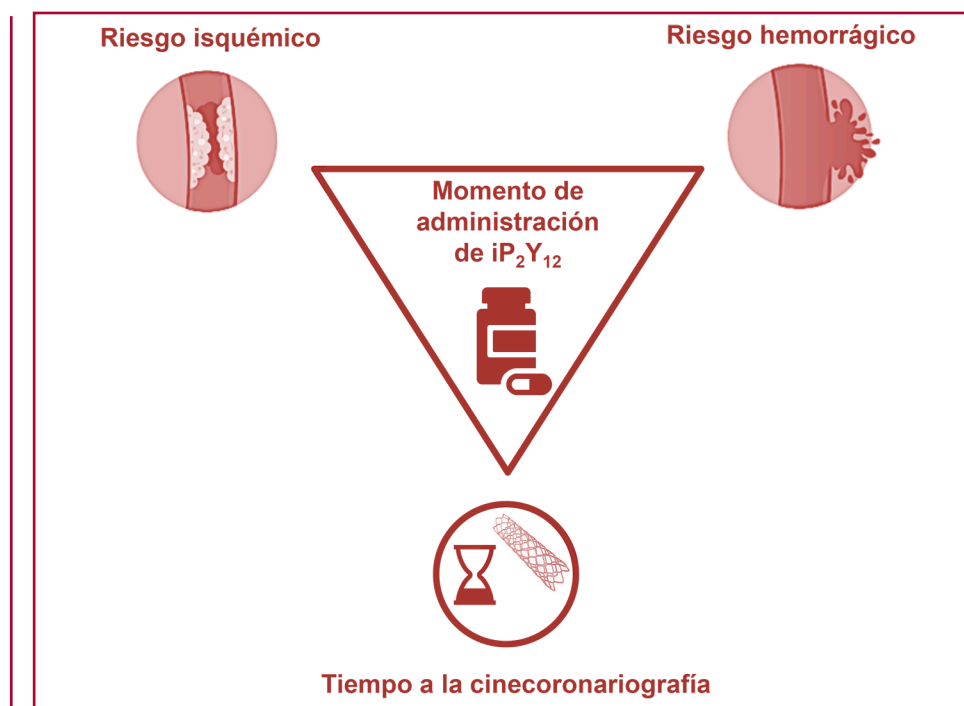 Riesgo isquémico
Riesgo hemorrágico
Momento de
administración
de iP₂Y₁₂
Tiempo a la cinecoronariografía